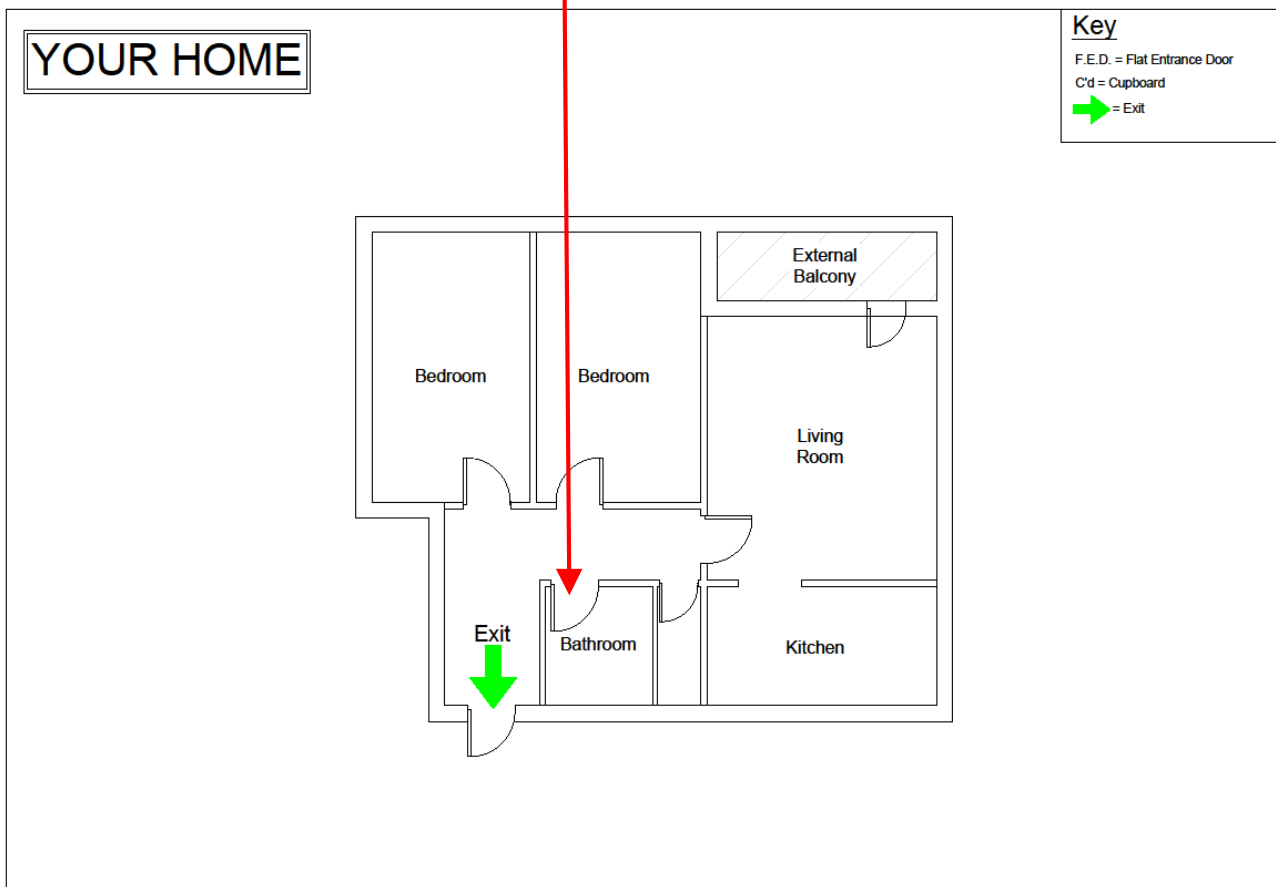 YOUR HOME
Key
F.E.D. = Flat Entrance Door
C'd = Cupboard
= Exit
External
Balcony
Bedroom
Bedroom
Living
Room
Exit
Bathroom
Kitchen